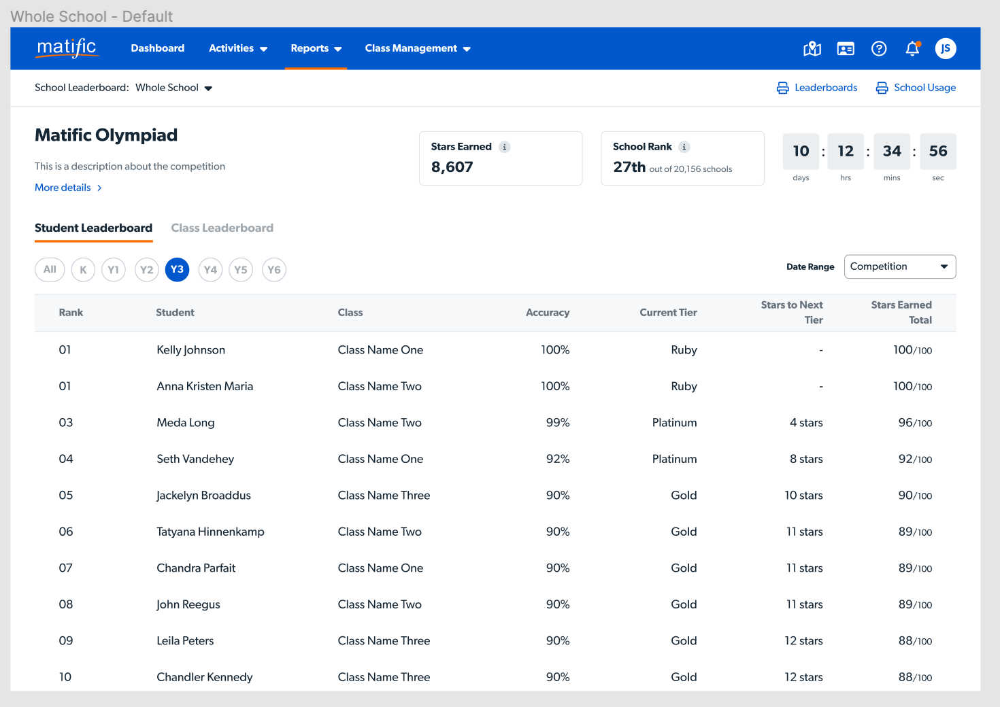 Whole School - Default
matific Dashboard Activities Reports Class Management JS
School Leaderboard: Whole School Leaderboards School Usage
Matific Olympiad
This is a description about the competition
More details
Stars Earned i
8,607
School Rank i
27th out of 20,156 schools
10 : 12 : 34 : 56
days hrs mins sec
Student Leaderboard Class Leaderboard
All K Y1 Y2 Y3 Y4 Y5 Y6
Date Range Competition
Rank Student Class Accuracy Current Tier Stars to Next Tier Stars Earned Total
01 Kelly Johnson Class Name One 100% Ruby - 100/100
01 Anna Kristen Maria Class Name Two 100% Ruby - 100/100
03 Meda Long Class Name Two 99% Platinum 4 stars 96/100
04 Seth Vandehey Class Name One 92% Platinum 8 stars 92/100
05 Jackelyn Broaddus Class Name Three 90% Gold 10 stars 90/100
06 Tatyana Hinnenkamp Class Name Two 90% Gold 11 stars 89/100
07 Chandra Parfait Class Name One 90% Gold 11 stars 89/100
08 John Reegus Class Name Two 90% Gold 11 stars 89/100
09 Leila Peters Class Name Three 90% Gold 12 stars 88/100
10 Chandler Kennedy Class Name Three 90% Gold 12 stars 88/100